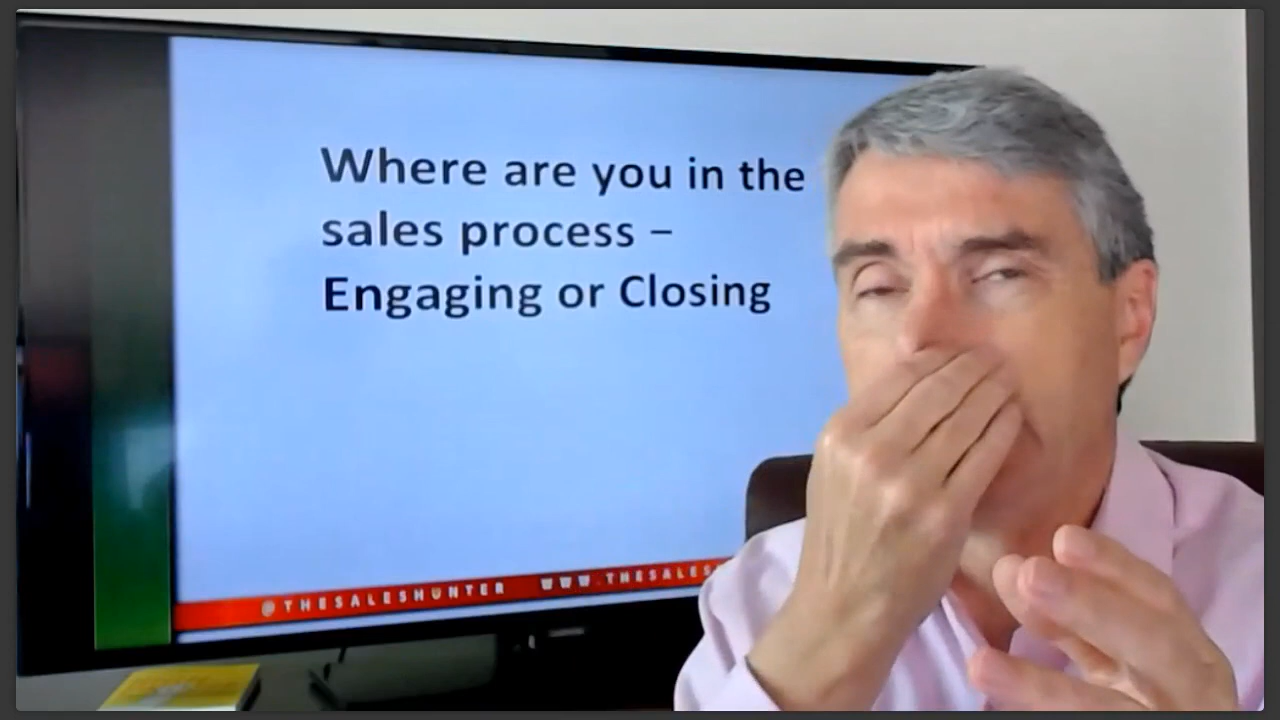 Where are you in the
sales process –
Engaging or Closing
@THESALESHUNTER WWW.THESALES